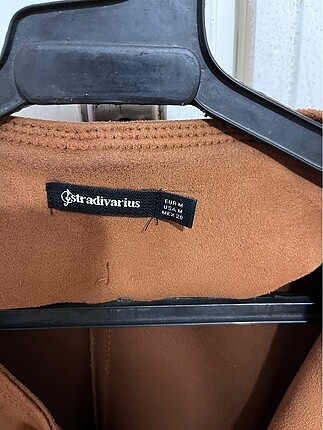 stradivarius
EUR M
USA M
MEX 28